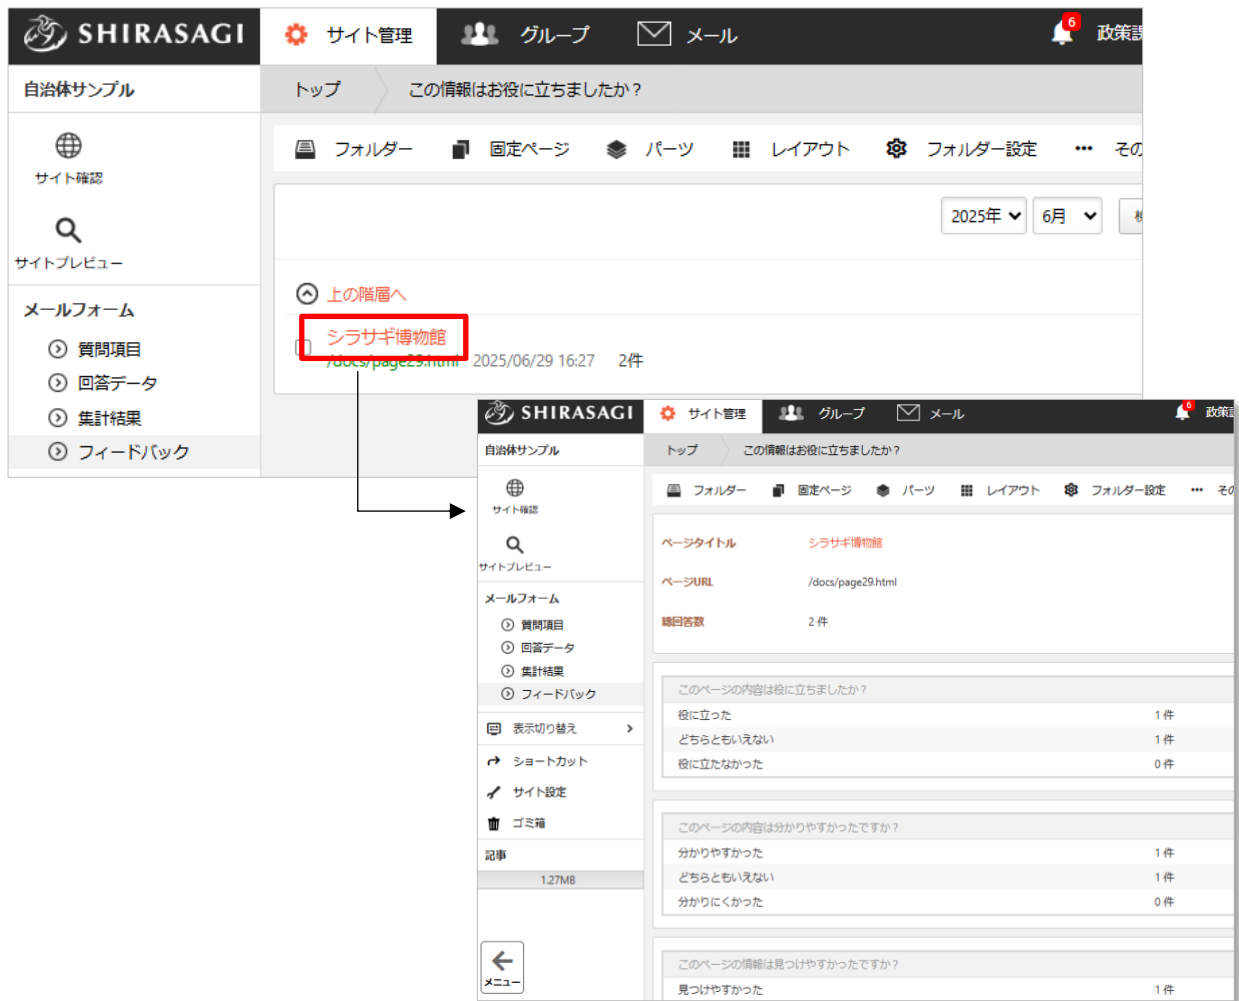 SHIRASAGI サイト管理 グループ メール 6 政策課
自治体サンプル トップ この情報はお役に立ちましたか？
フォルダー 固定ページ パーツ レイアウト フォルダー設定 ••• その
サイト確認
2025年 6月
サイトプレビュー
上の階層へ
メールフォーム
シラサギ博物館
質問項目
/docs/page29.html 2025/06/29 16:27 2件
回答データ
集計結果
フィードバック
SHIRASAGI サイト管理 グループ メール 6 政策
自治体サンプル トップ この情報はお役に立ちましたか？
フォルダー 固定ページ パーツ レイアウト フォルダー設定 ••• その
サイト確認
ページタイトル シラサギ博物館
サイトプレビュー
ページURL /docs/page29.html
メールフォーム
総回答数 2 件
質問項目
回答データ
集計結果
フィードバック
このページの内容は役に立ちましたか？
役に立った 1 件
表示切り替え
どちらともいえない 1 件
ショートカット
役に立たなかった 0 件
サイト設定
ゴミ箱
このページの内容は分かりやすかったですか？
記事
分かりやすかった 1 件
1.27MB
どちらともいえない 1 件
分かりにくかった 0 件
このページの情報は見つけやすかったですか？
メニュー
見つけやすかった 1 件